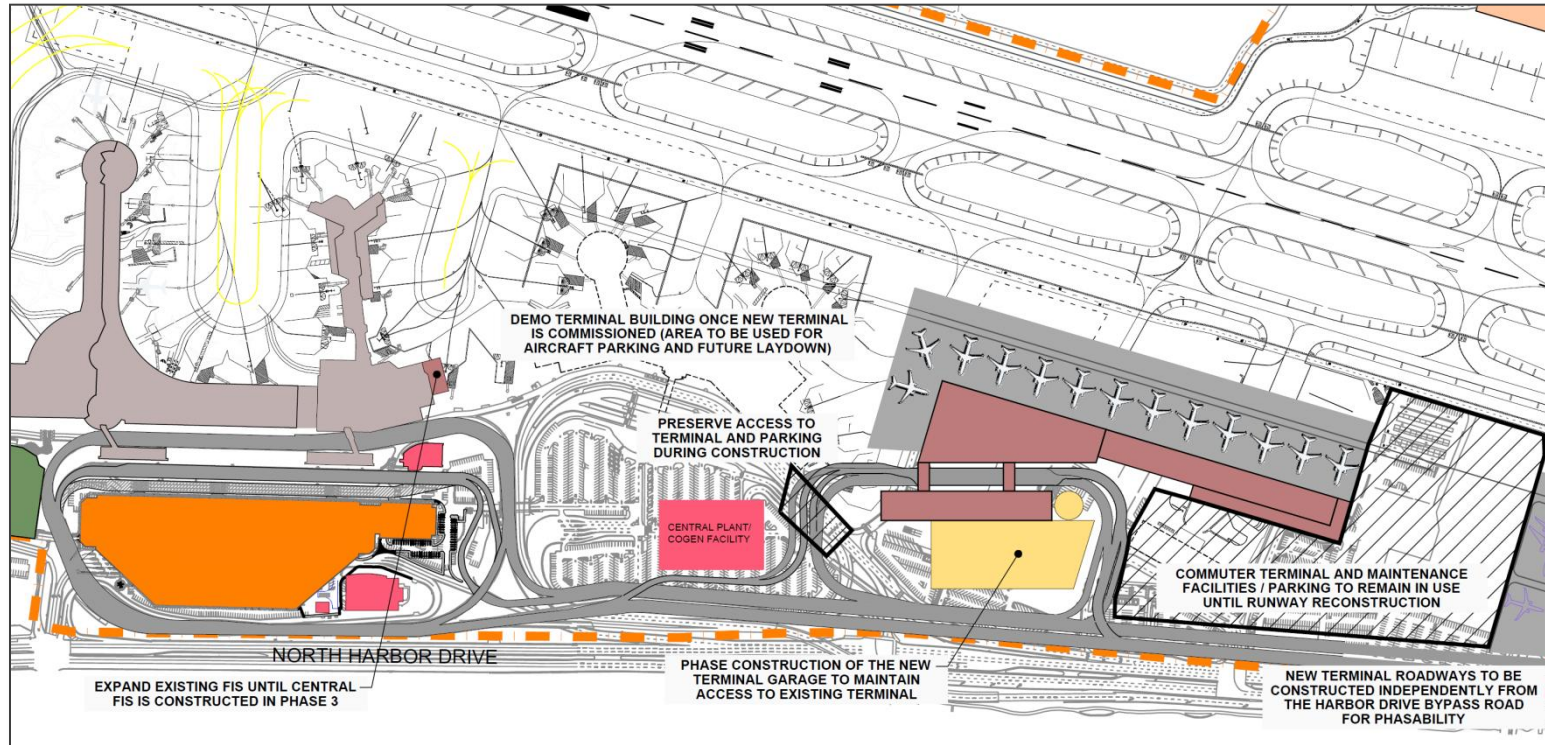 DEMO TERMINAL BUILDING ONCE NEW TERMINAL
IS COMMISSIONED (AREA TO BE USED FOR
AIRCRAFT PARKING AND FUTURE LAYDOWN)
PRESERVE ACCESS TO
TERMINAL AND PARKING
DURING CONSTRUCTION
CENTRAL PLANT/
COGEN FACILITY
COMMUTER TERMINAL AND MAINTENANCE
FACILITIES / PARKING TO REMAIN IN USE
UNTIL RUNWAY RECONSTRUCTION
NORTH HARBOR DRIVE
EXPAND EXISTING FIS UNTIL CENTRAL
FIS IS CONSTRUCTED IN PHASE 3
PHASE CONSTRUCTION OF THE NEW
TERMINAL GARAGE TO MAINTAIN
ACCESS TO EXISTING TERMINAL
NEW TERMINAL ROADWAYS TO BE
CONSTRUCTED INDEPENDENTLY FROM
THE HARBOR DRIVE BYPASS ROAD
FOR PHASABILITY